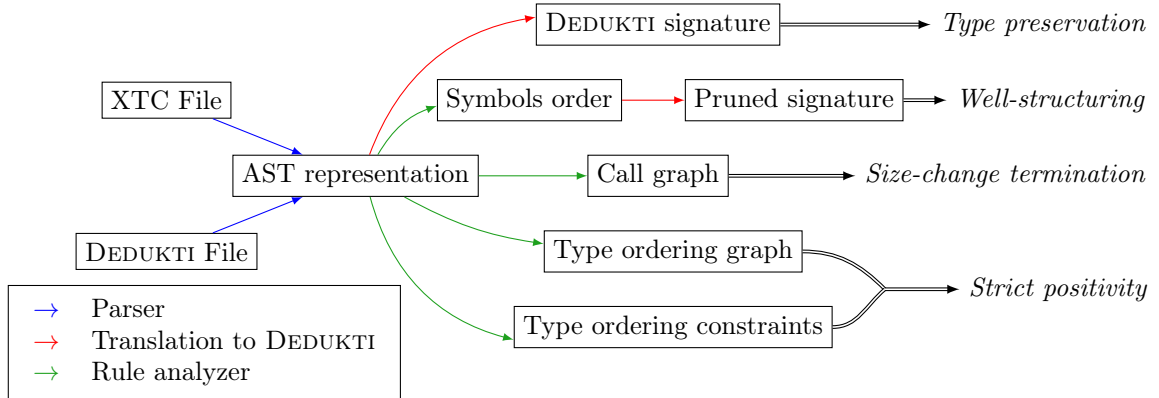 DEDUKTI signature
Type preservation
XTC File
Symbols order
Pruned signature
Well-structuring
AST representation
Call graph
Size-change termination
DEDUKTI File
Type ordering graph
Strict positivity
Type ordering constraints
Parser
Translation to DEDUKTI
Rule analyzer